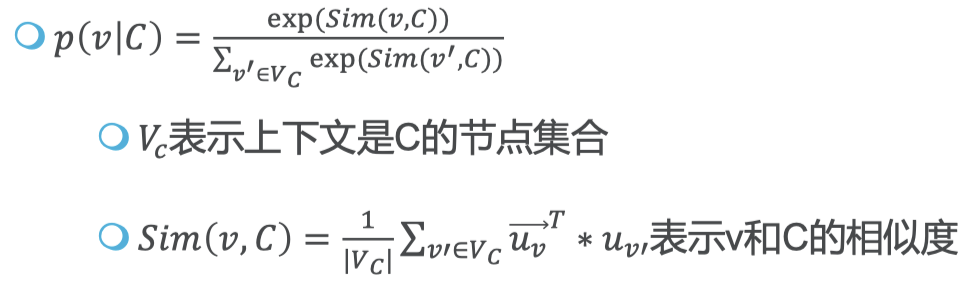 p(v|C) = exp(Sim(v,C)) / ∑_{v′∈V_C} exp(Sim(v′,C))
V_c表示上下文是C的节点集合
Sim(v, C) = 1/|V_C| ∑_{v′∈V_C} \overrightarrow{u_v}^T * u_{v′}表示v和C的相似度